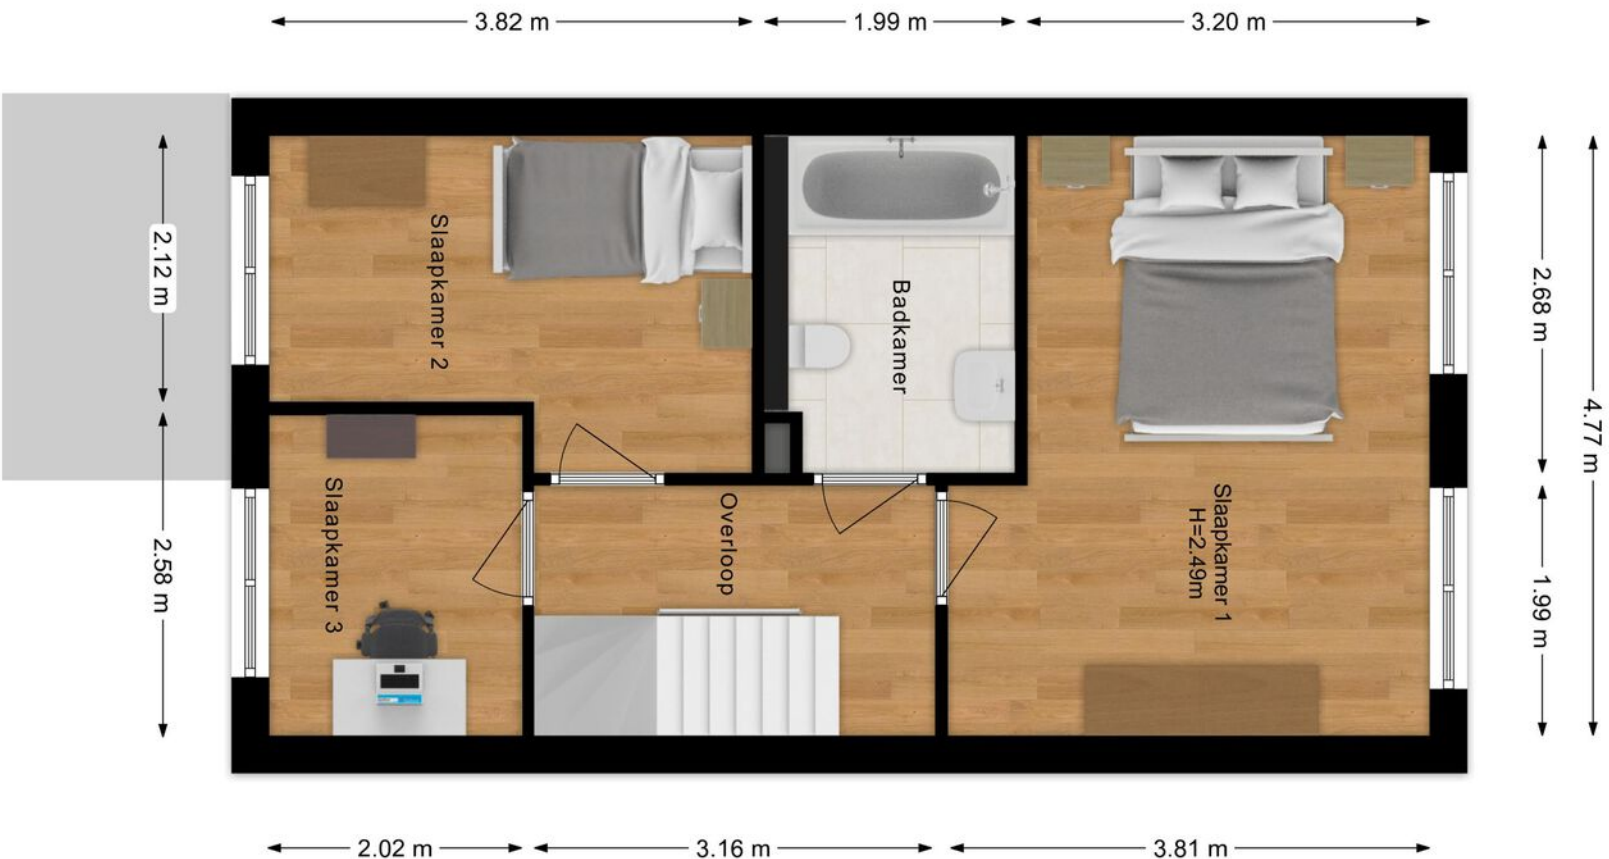 3.82 m
1.99 m
3.20 m
2.12 m
2.58 m
Slaapkamer 2
Badkamer
Slaapkamer 3
Overloop
Slaapkamer 1
H=2.49m
2.68 m
1.99 m
4.77 m
2.02 m
3.16 m
3.81 m